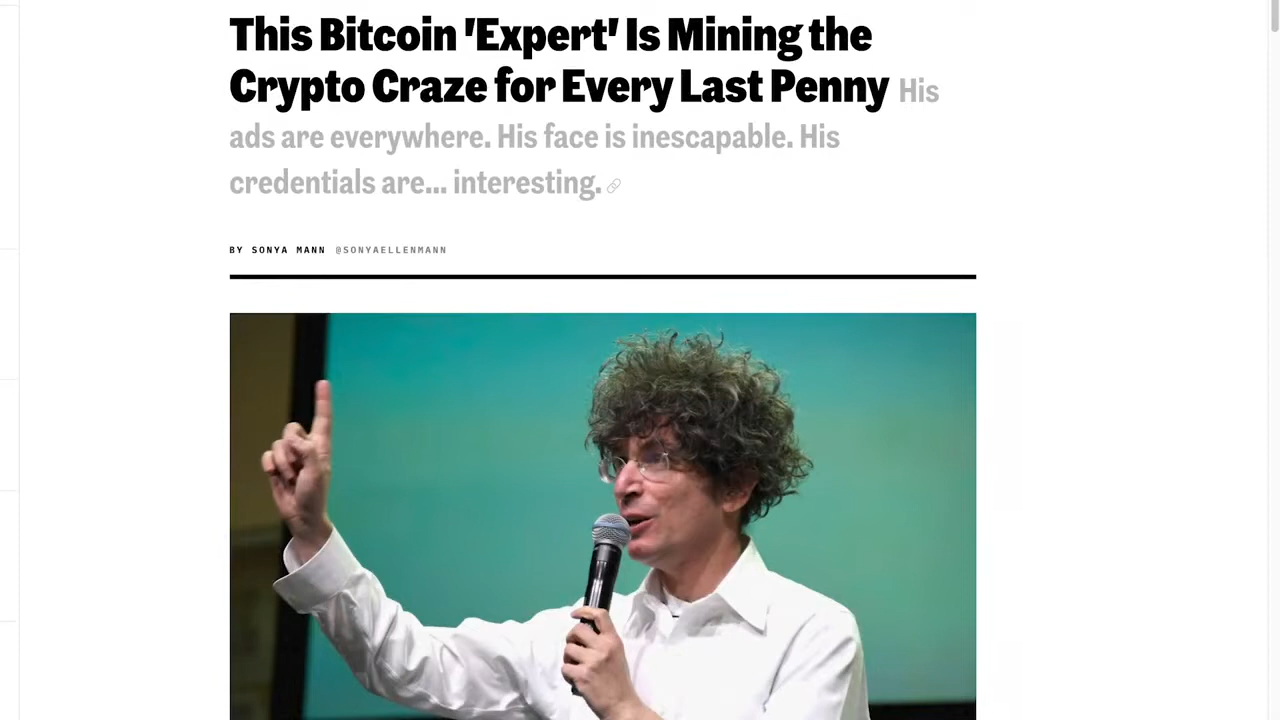 This Bitcoin 'Expert' Is Mining the
Crypto Craze for Every Last Penny His
ads are everywhere. His face is inescapable. His
credentials are... interesting.
BY SONYA MANN @SONYAELLENMANN